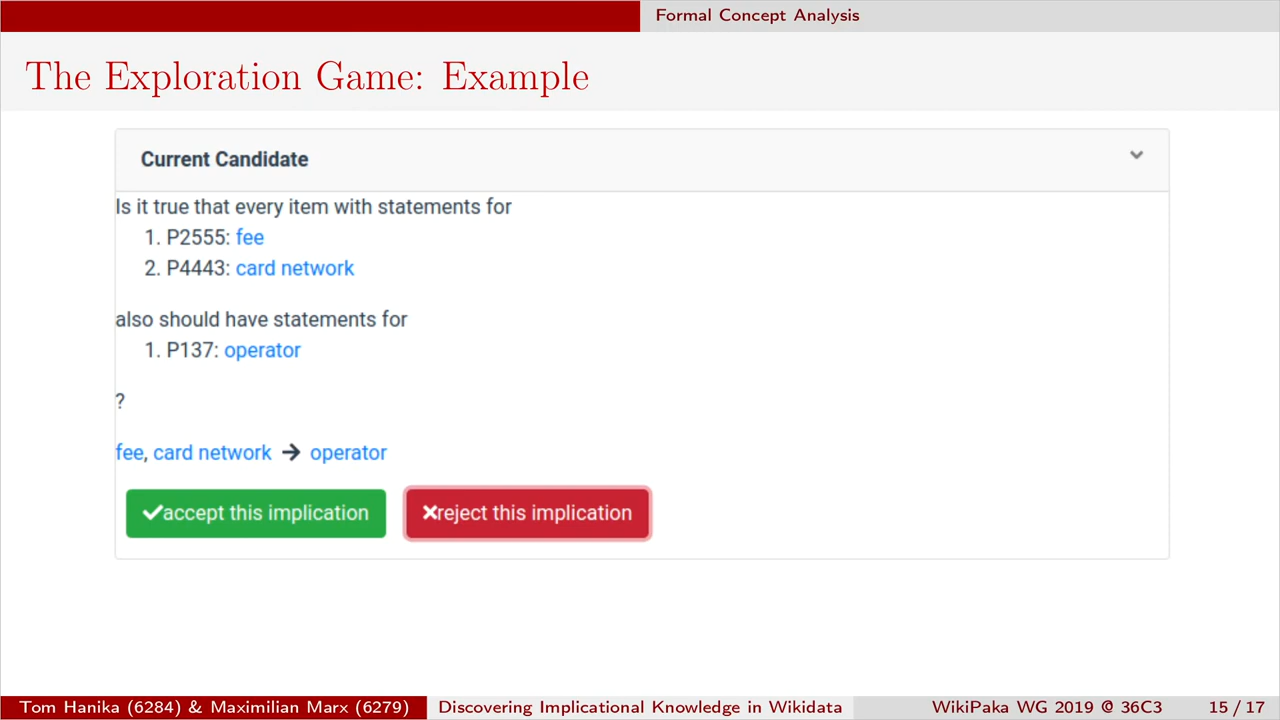 Formal Concept Analysis
The Exploration Game: Example
Current Candidate
Is it true that every item with statements for
1. P2555: fee
2. P4443: card network
also should have statements for
1. P137: operator
?
fee, card network → operator
accept this implication
reject this implication
Tom Hanika (6284) & Maximilian Marx (6279)
Discovering Implicational Knowledge in Wikidata
WikiPaka WG 2019 @ 36C3
15 / 17